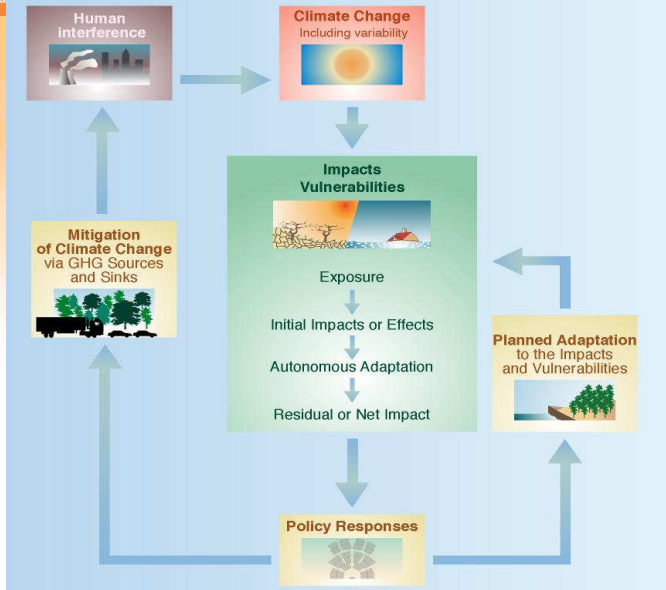 Human
interference
Climate Change
Including variability
Impacts
Vulnerabilities
Exposure
Initial Impacts or Effects
Autonomous Adaptation
Residual or Net Impact
Mitigation
of Climate Change
via GHG Sources
and Sinks
Planned Adaptation
to the Impacts
and Vulnerabilities
Policy Responses